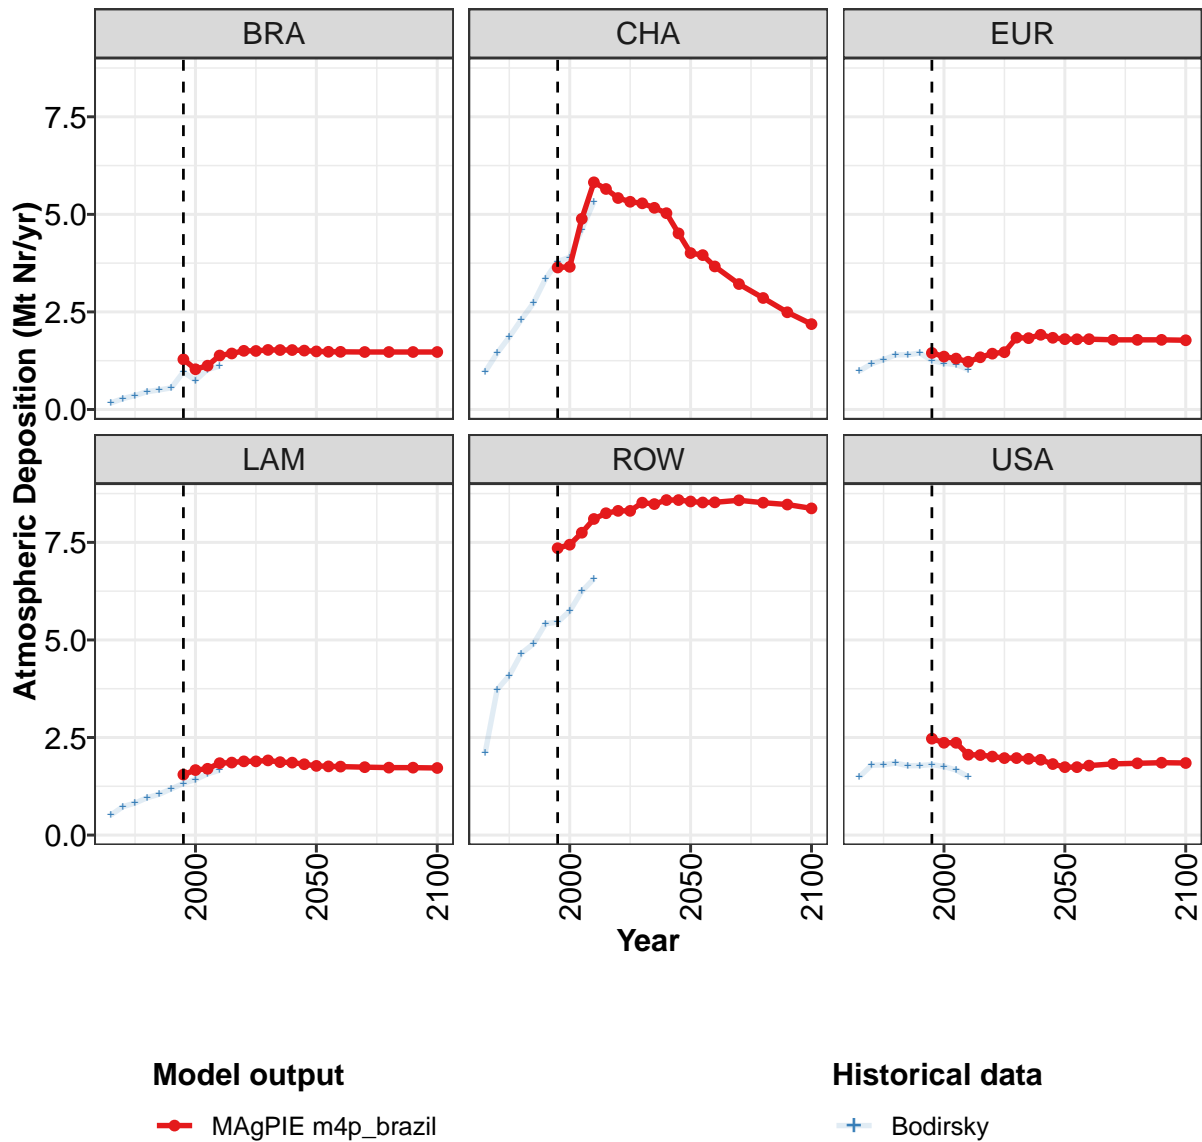 BRA
CHA
EUR
7.5
5.0
2.5
0.0
LAM
ROW
USA
7.5
5.0
2.5
0.0
Atmospheric Deposition (Mt Nr/yr)
2000
2050
2100
2000
2050
2100
2000
2050
2100
Year
Model output
Historical data
MAgPIE m4p_brazil
Bodirsky